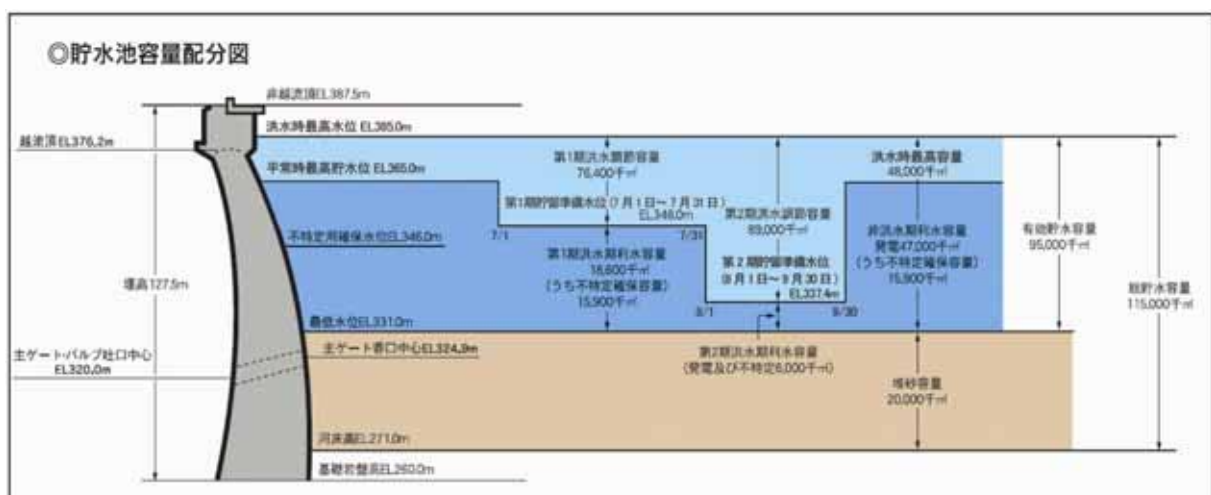 ◎貯水池容量配分図
非越流頂EL387.5m
越流頂EL376.2m
洪水時最高水位 EL385.0m
平常時最高貯水位 EL365.0m
第1期洪水調節容量
76,400千㎥
洪水時最高容量
48,000千㎥
第1期貯留準備水位(7月1日~7月31日)
EL348.0m
7/1
7/31
第2期洪水調節容量
89,000千㎥
不特定用確保水位EL346.0m
第1期洪水期利水容量
18,600千㎥
(うち不特定確保容量)
15,900千㎥
非洪水期利水容量
発電47,000千㎥
(うち不特定確保容量)
15,900千㎥
有効貯水容量
95,000千㎥
第2期貯留準備水位
(8月1日~9月30日)
EL337.4m
堤高127.5m
総貯水容量
115,000千㎥
8/1
9/30
最低水位EL331.0m
主ゲート呑口中心EL324.9m
主ゲート・バルブ吐口中心
EL320.0m
第2期洪水期利水容量
(発電及び不特定6,000千㎥)
堆砂容量
20,000千㎥
河床高EL271.0m
基礎岩盤高EL260.0m